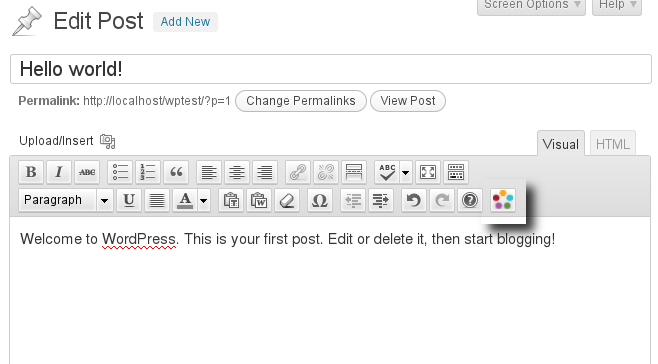 Screen Options Help
Edit Post Add New
Hello world!
Permalink: http://localhost/wptest/?p=1 Change Permalinks View Post
Upload/Insert Visual HTML
B I ABC ABC
Paragraph U A T W Ω ?
Welcome to WordPress. This is your first post. Edit or delete it, then start blogging!